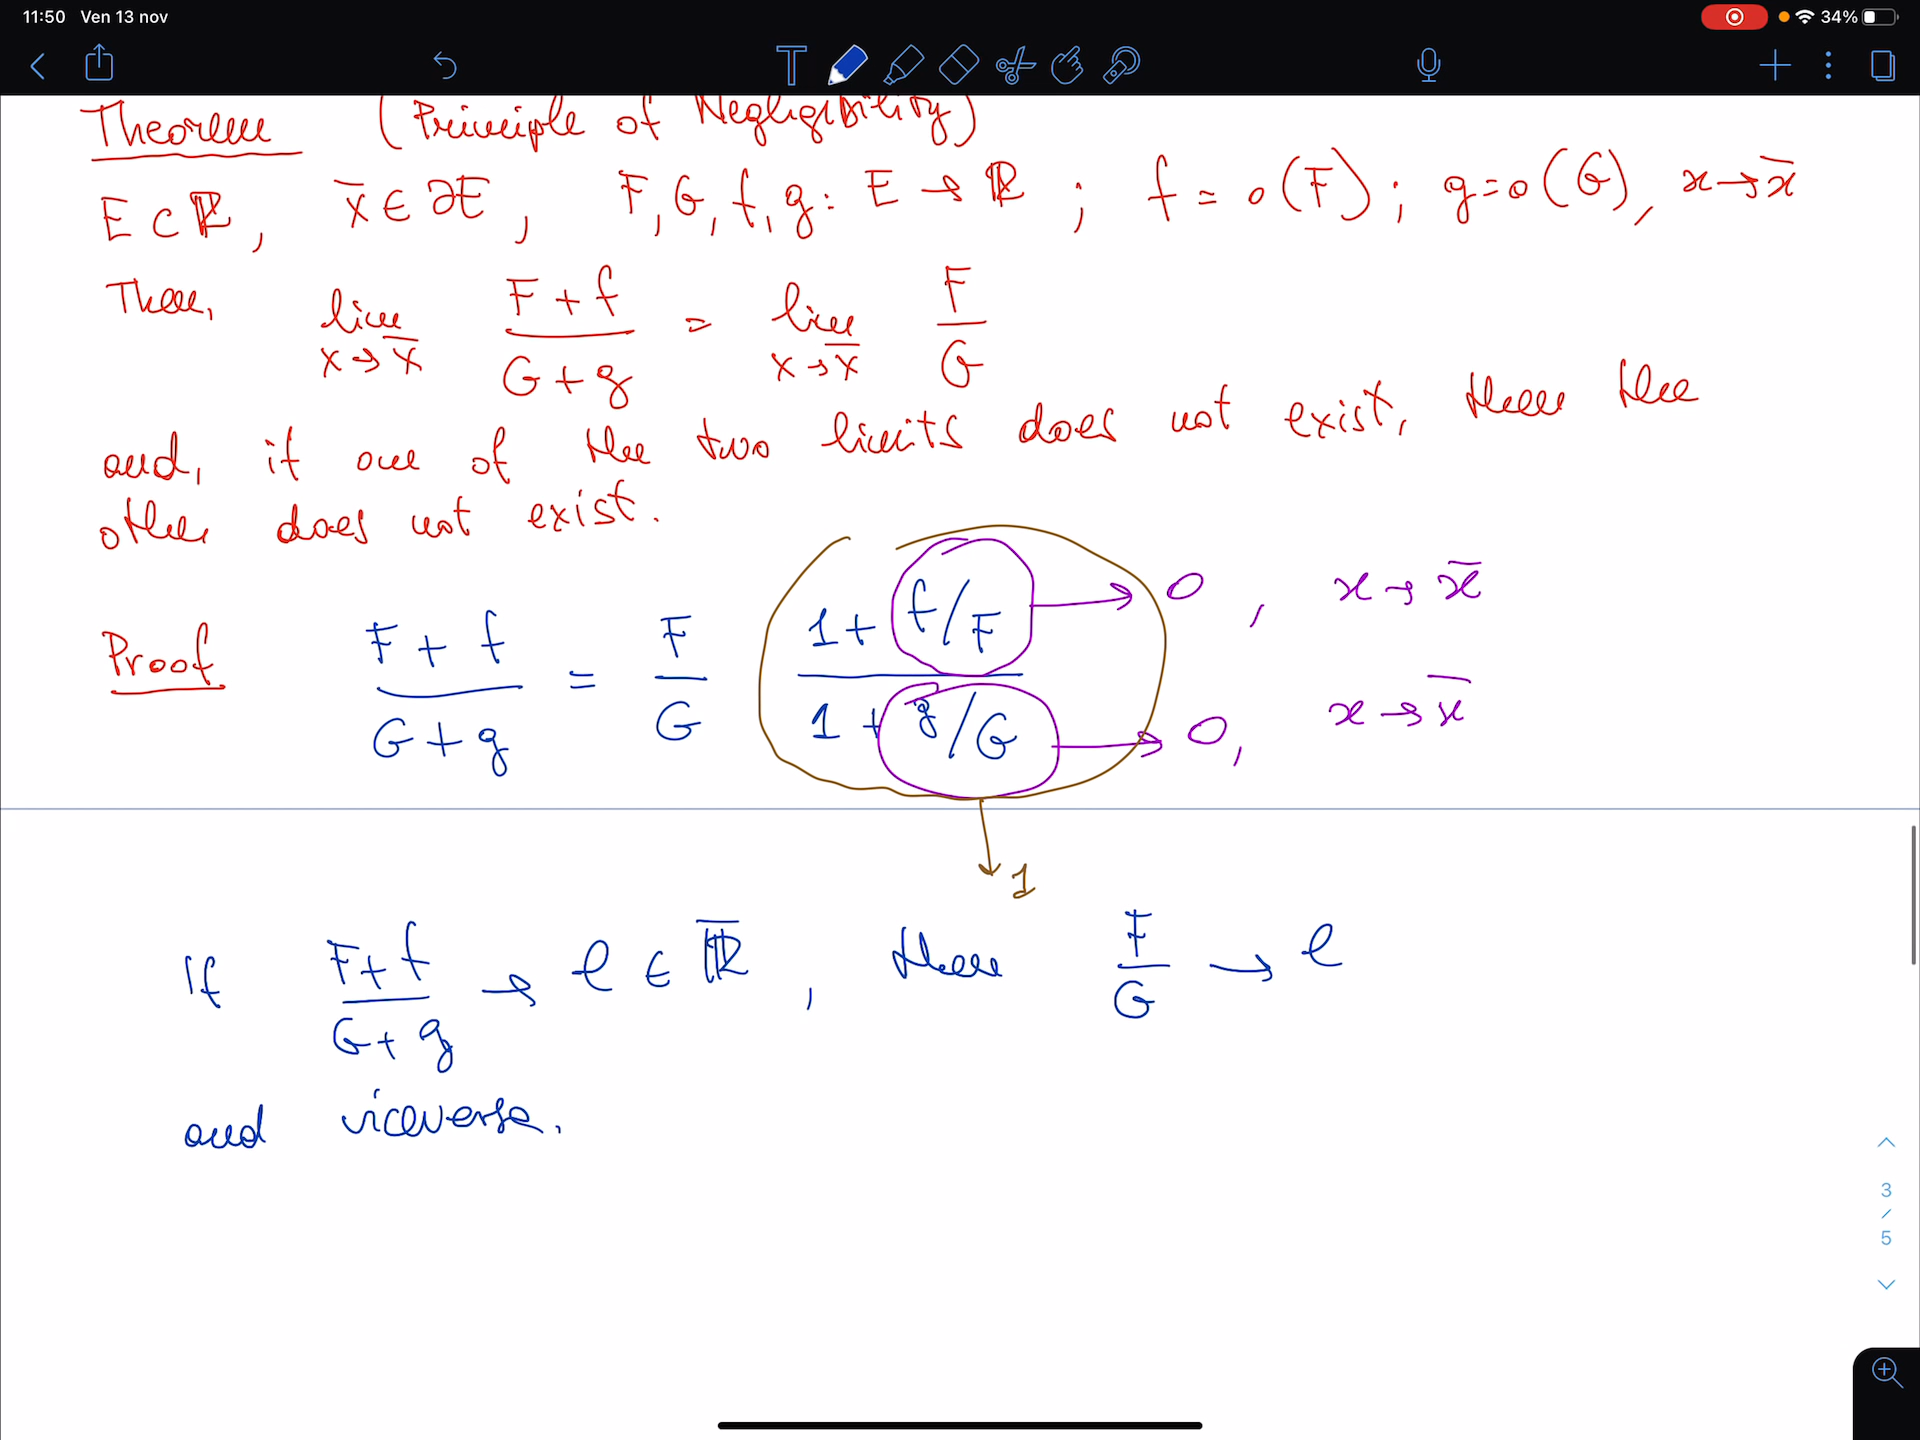 11:50 Ven 13 nov 34%
Theorem (Principle of Negligibility)
E ⊂ ℝ, x̄ ∈ ∂E, F, G, f, g : E → ℝ ; f = o(F); g = o(G), x → x̄
Then, lim_{x→x̄} (F + f)/(G + g) = lim_{x→x̄} F/G
and, if one of the two limits does not exist, then the
other does not exist.
Proof (F + f)/(G + g) = F/G (1 + f/F)/(1 + g/G)
→ 0, x → x̄
→ 0, x → x̄
↓ 1
If (F + f)/(G + g) → ℓ ∈ ℝ̄, then F/G → ℓ
and viceversa.
3
/
5